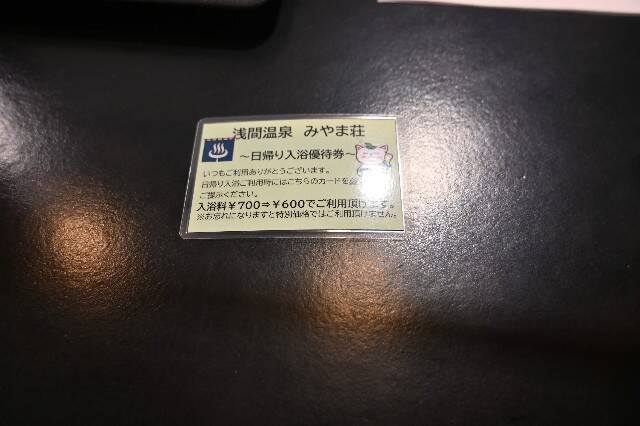 浅間温泉 みやま荘
～日帰り入浴優待券～
いつもご利用ありがとうございます。
日帰り入浴ご利用時にはこちらのカードを
ご提示ください。
入浴料¥700⇒¥600でご利用頂けます。
※お忘れになりますと特別価格ではご利用頂けません。